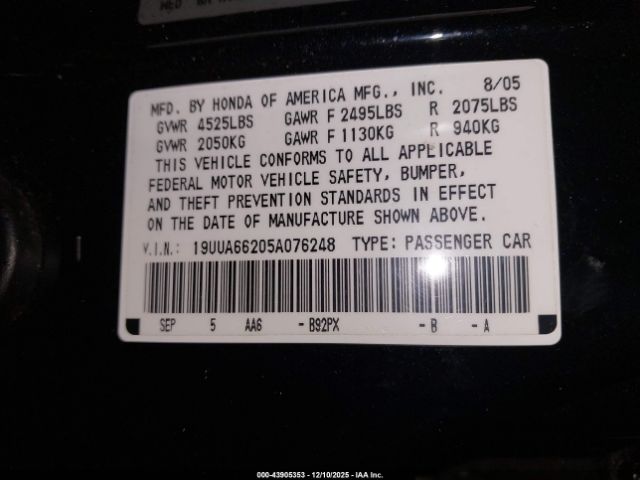 MFD. BY HONDA OF AMERICA MFG., INC. 8/05
GVWR 4525LBS GAWR F 2495LBS R 2075LBS
GVWR 2050KG GAWR F 1130KG R 940KG
THIS VEHICLE CONFORMS TO ALL APPLICABLE
FEDERAL MOTOR VEHICLE SAFETY, BUMPER,
AND THEFT PREVENTION STANDARDS IN EFFECT
ON THE DATE OF MANUFACTURE SHOWN ABOVE.
V.I.N.: 19UUA66205A076248 TYPE: PASSENGER CAR
SEP 5 AA6 -B92PX -B -A
000-43905353 - 12/10/2025 - IAA Inc.